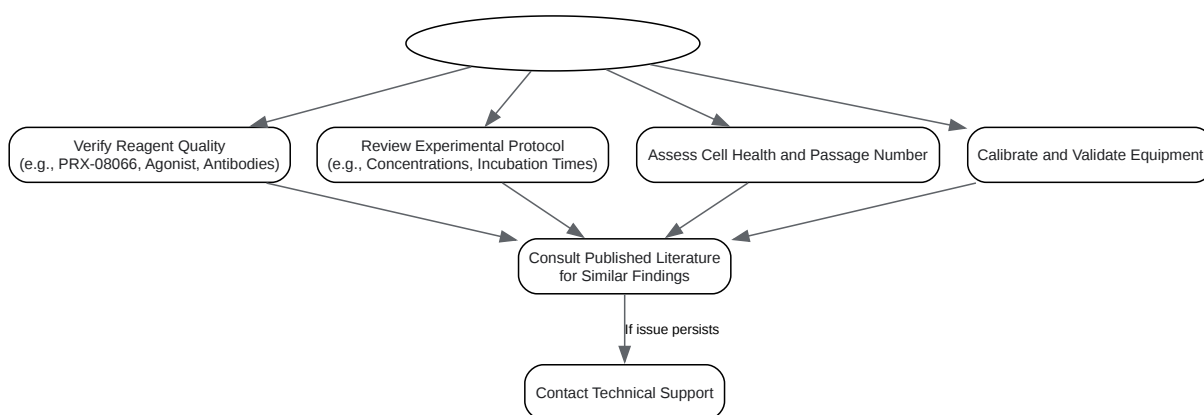 Verify Reagent Quality
(e.g., PRX-08066, Agonist, Antibodies)
Review Experimental Protocol
(e.g., Concentrations, Incubation Times)
Assess Cell Health and Passage Number
Calibrate and Validate Equipment
Consult Published Literature
for Similar Findings
If issue persists
Contact Technical Support